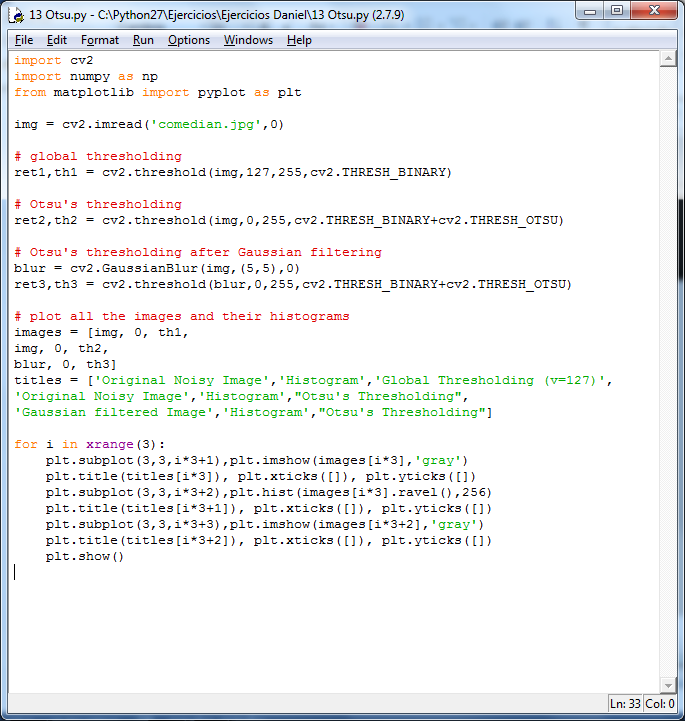 13 Otsu.py - C:\Python27\Ejercicios\Ejercicios Daniel\13 Otsu.py (2.7.9)
File Edit Format Run Options Windows Help
import cv2
import numpy as np
from matplotlib import pyplot as plt

img = cv2.imread('comedian.jpg',0)

# global thresholding
ret1,th1 = cv2.threshold(img,127,255,cv2.THRESH_BINARY)

# Otsu's thresholding
ret2,th2 = cv2.threshold(img,0,255,cv2.THRESH_BINARY+cv2.THRESH_OTSU)

# Otsu's thresholding after Gaussian filtering
blur = cv2.GaussianBlur(img,(5,5),0)
ret3,th3 = cv2.threshold(blur,0,255,cv2.THRESH_BINARY+cv2.THRESH_OTSU)

# plot all the images and their histograms
images = [img, 0, th1,
img, 0, th2,
blur, 0, th3]
titles = ['Original Noisy Image','Histogram','Global Thresholding (v=127)',
'Original Noisy Image','Histogram',"Otsu's Thresholding",
'Gaussian filtered Image','Histogram',"Otsu's Thresholding"]

for i in xrange(3):
    plt.subplot(3,3,i*3+1),plt.imshow(images[i*3],'gray')
    plt.title(titles[i*3]), plt.xticks([]), plt.yticks([])
    plt.subplot(3,3,i*3+2),plt.hist(images[i*3].ravel(),256)
    plt.title(titles[i*3+1]), plt.xticks([]), plt.yticks([])
    plt.subplot(3,3,i*3+3),plt.imshow(images[i*3+2],'gray')
    plt.title(titles[i*3+2]), plt.xticks([]), plt.yticks([])
    plt.show()
Ln: 33 Col: 0